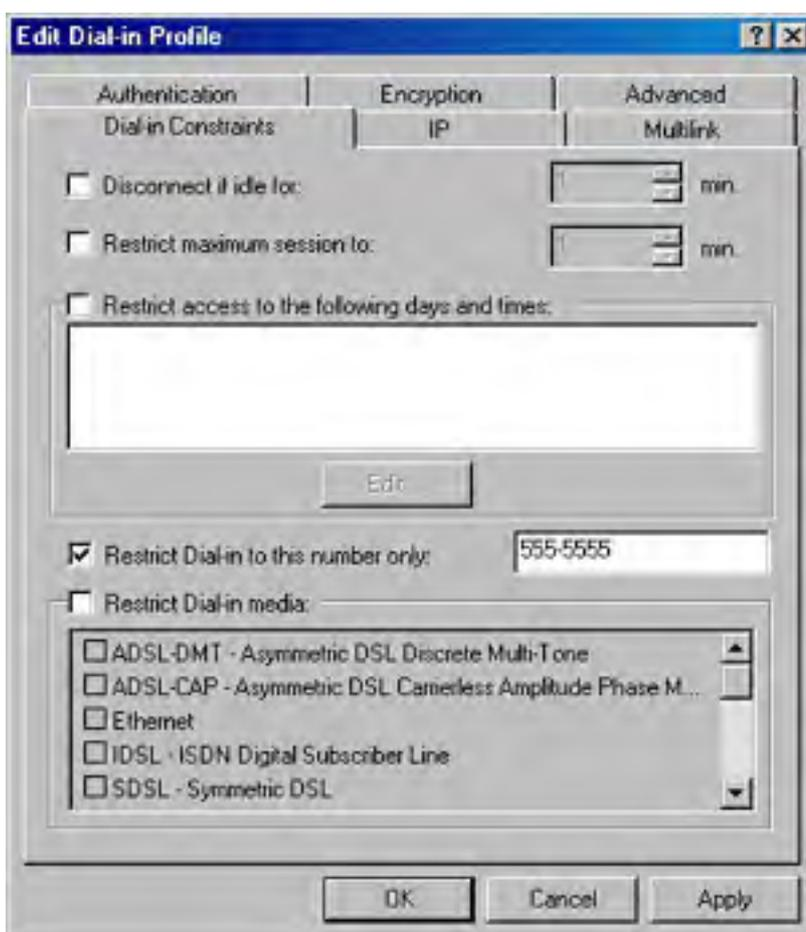 Edit Dial-in Profile
Authentication Encryption Advanced
Dial-in Constraints IP Multilink
Disconnect if idle for: 1 min.
Restrict maximum session to: 1 min.
Restrict access to the following days and times:
Edit...
Restrict Dial-in to this number only: 555-5555
Restrict Dial-in media:
ADSL-DMT - Asymmetric DSL Discrete Multi-Tone
ADSL-CAP - Asymmetric DSL Carrierless Amplitude Phase M...
Ethernet
IDSL - ISDN Digital Subscriber Line
SDSL - Symmetric DSL
OK Cancel Apply